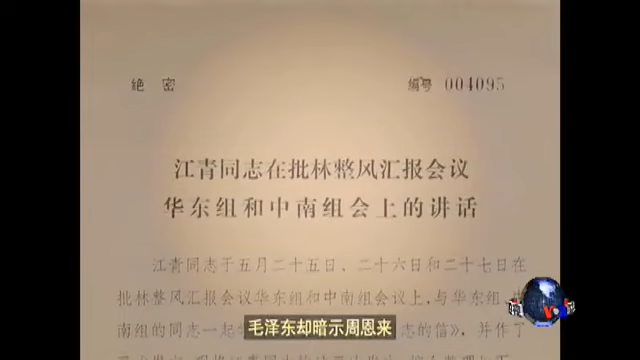 绝密 编号 004095
江青同志在批林整风汇报会议
华东组和中南组会上的讲话
江青同志于五月二十五日、二十六日和二十七日在
批林整风汇报会议华东组和中南组会上,与华东组、中
南组的同志一起 志的信》,并作了
毛泽东却暗示周恩来
VOA